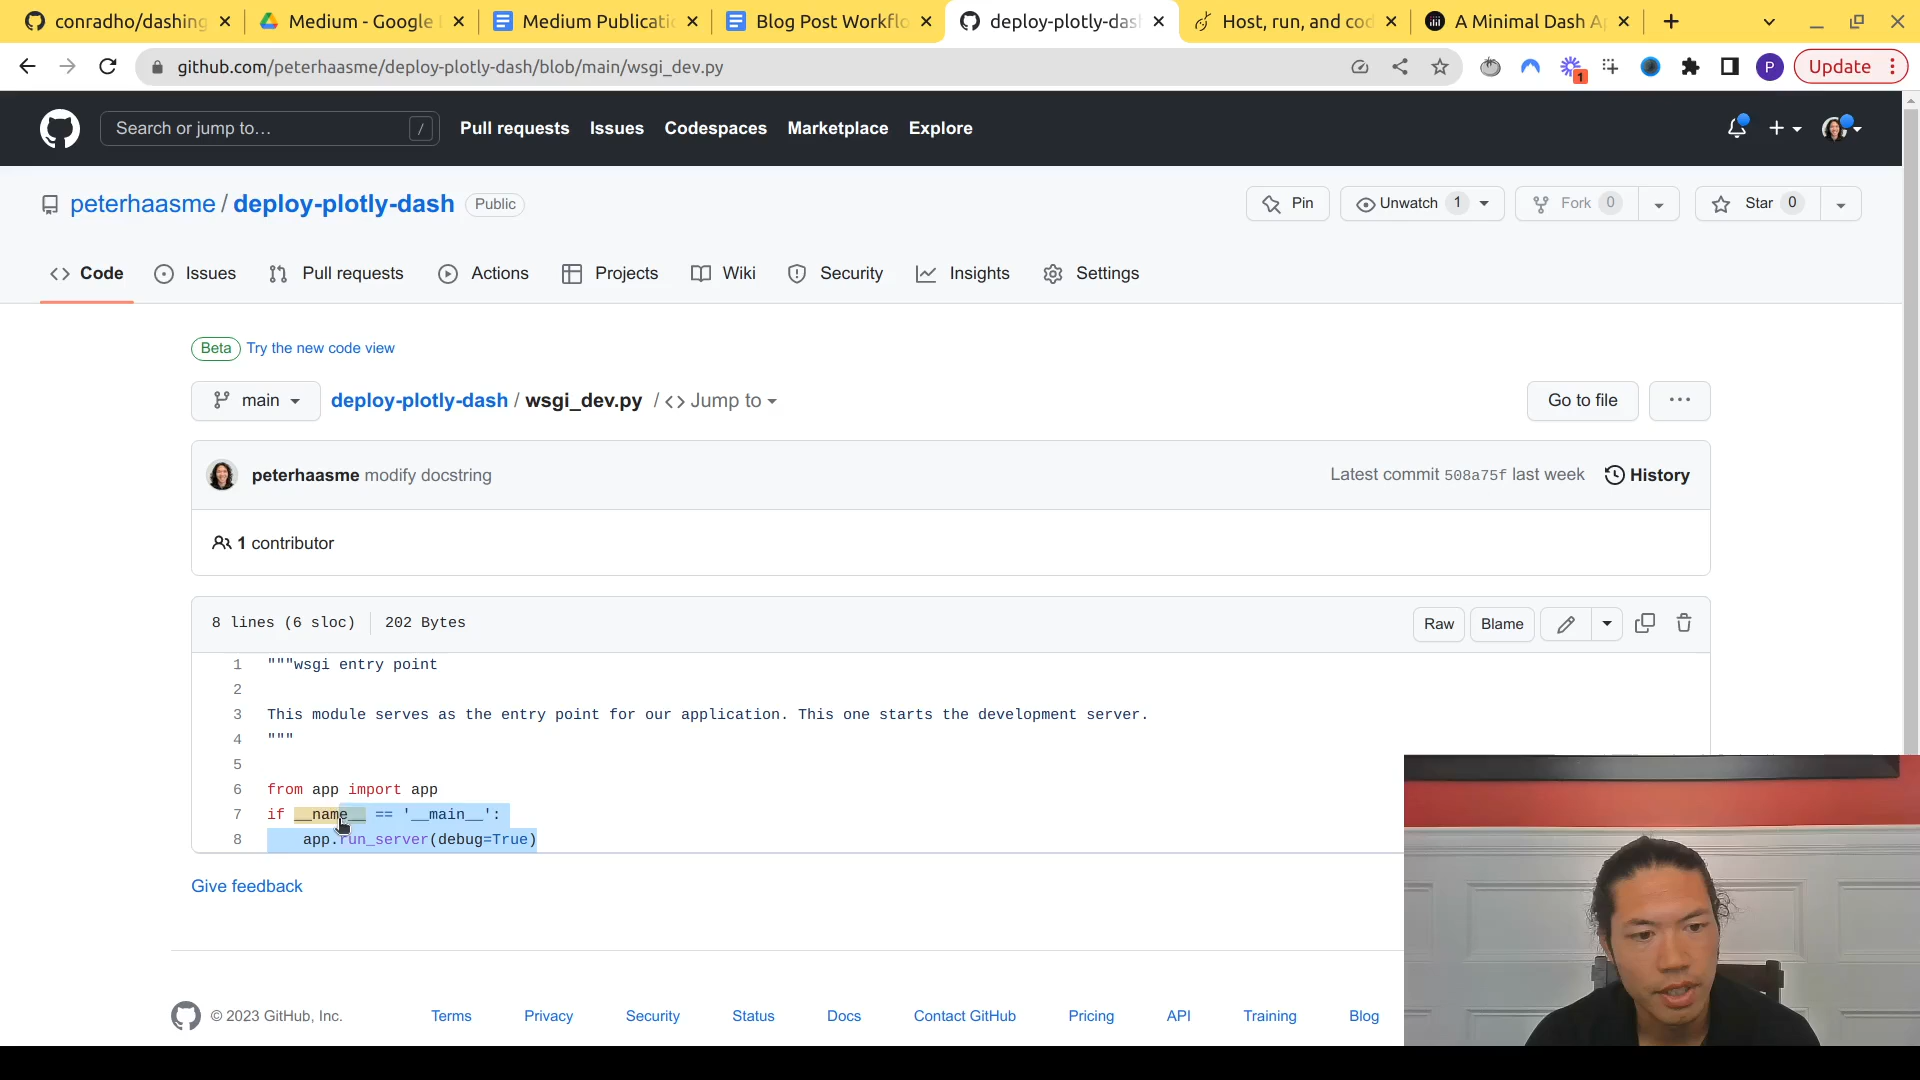 conradho/dashing
Medium - Google
Medium Publicati
Blog Post Workflo
deploy-plotly-das
Host, run, and cod
A Minimal Dash A
github.com/peterhaasme/deploy-plotly-dash/blob/main/wsgi_dev.py
1
P
Update
Search or jump to…
/
Pull requests
Issues
Codespaces
Marketplace
Explore
peterhaasme / deploy-plotly-dash
Public
Pin
Unwatch 1
Fork 0
Star 0
Code
Issues
Pull requests
Actions
Projects
Wiki
Security
Insights
Settings
Beta Try the new code view
main
deploy-plotly-dash / wsgi_dev.py / <> Jump to
Go to file
...
peterhaasme modify docstring
Latest commit 508a75f last week
History
1 contributor
8 lines (6 sloc) 202 Bytes
Raw
Blame
1 """wsgi entry point
2
3 This module serves as the entry point for our application. This one starts the development server.
4 """
5
6 from app import app
7 if __name__ == '__main__':
8     app.run_server(debug=True)
Give feedback
© 2023 GitHub, Inc.
Terms
Privacy
Security
Status
Docs
Contact GitHub
Pricing
API
Training
Blog